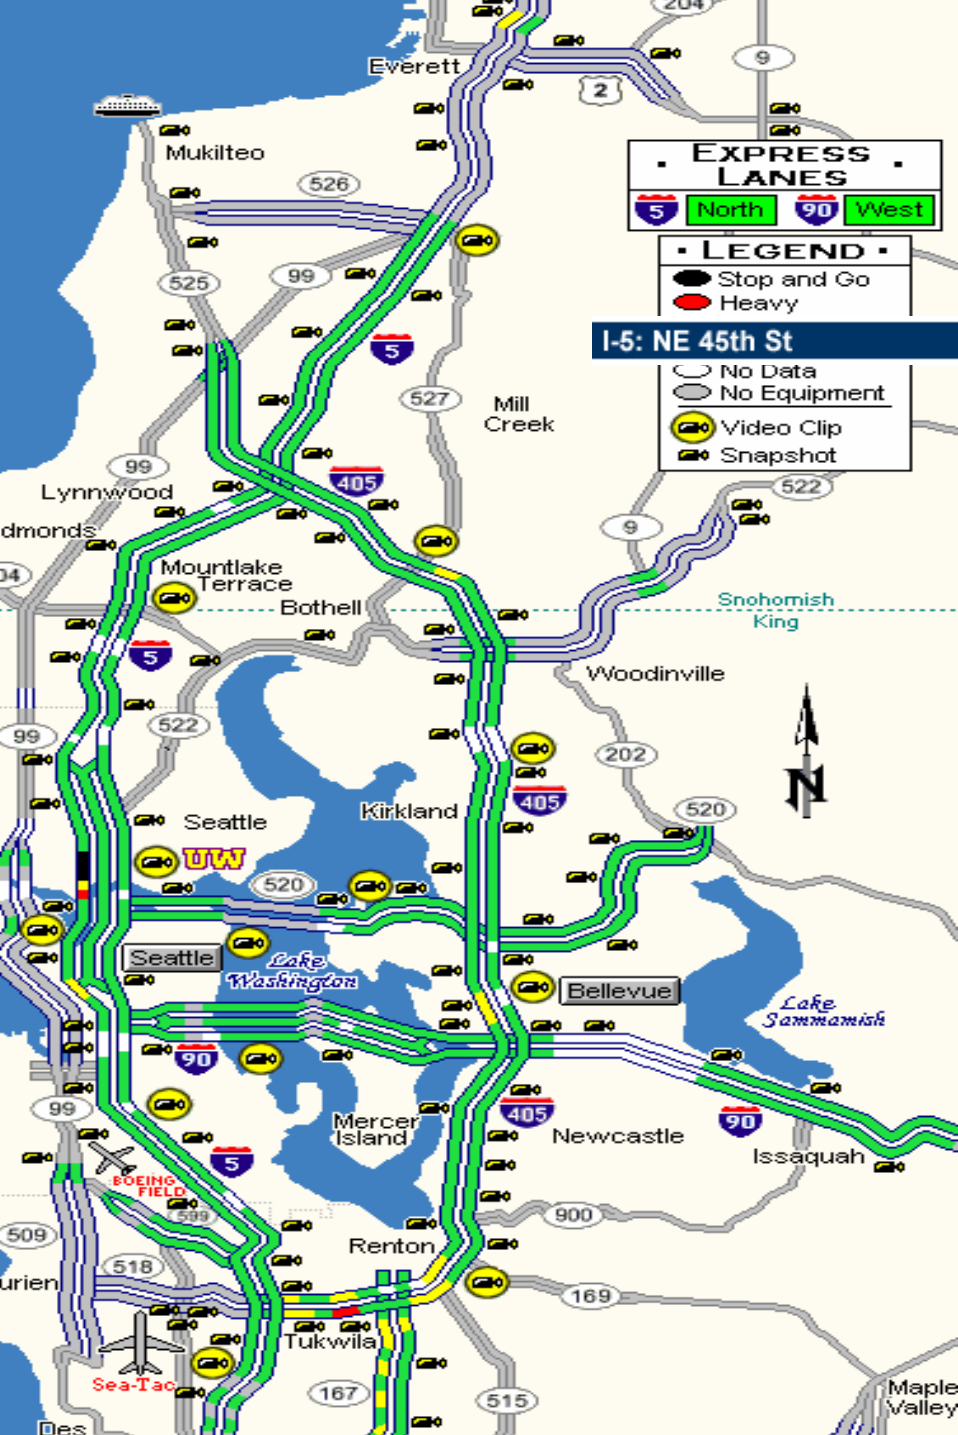 204
Everett
9
2
Mukilteo
EXPRESS
LANES
5 North 90 West
526
LEGEND
Stop and Go
Heavy
525
99
5
I-5: NE 45th St
No Data
No Equipment
527
Mill
Creek
Video Clip
Snapshot
99
405
522
Lynnwood
9
dmonds
Mountlake
Terrace
04
Bothell
Snohomish
King
5
Woodinville
522
99
202
N
405
520
Kirkland
Seattle
UW
520
Seattle
Lake
Washington
Bellevue
Lake
Sammamish
90
99
405
90
Mercer
Island
Newcastle
5
Issaquah
BOEING
FIELD
599
900
509
Renton
518
urien
169
Tukwila
Sea-Tac
167
515
Maple
Valley
Des